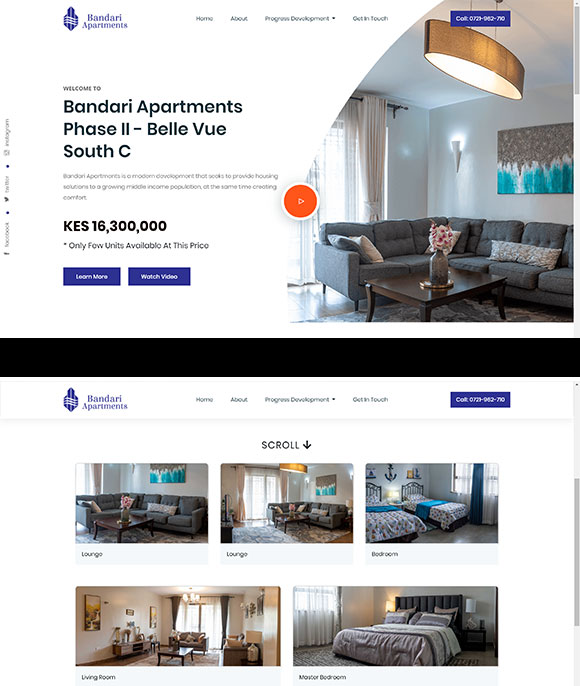 Bandari
Apartments
Home
About
Progress Development
Get In Touch
Call: 0721-962-710
WELCOME TO
Bandari Apartments
Phase II - Belle Vue
South C
Bandari Apartments is a modern development that seeks to provide housing
solutions to a growing middle income population, at the same time creating
comfort.
KES 16,300,000
* Only Few Units Available At This Price
Learn More
Watch Video
instagram
twitter
facebook
Bandari
Apartments
Home
About
Progress Development
Get In Touch
Call: 0721-962-710
SCROLL
Lounge
Lounge
Bedroom
Living Room
Master Bedroom